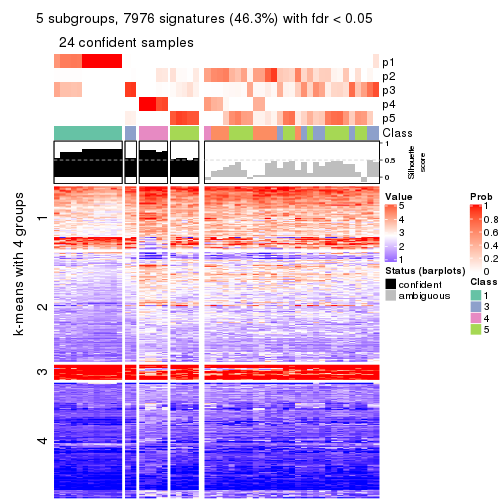 5 subgroups, 7976 signatures (46.3%) with fdr < 0.05
24 confident samples
p1
p2
p3
p4
p5
Class
1
0.5
0
Silhouette
score
k-means with 4 groups
1
2
3
4
Value
5
4
3
2
1
Status (barplots)
confident
ambiguous
Prob
1
0.8
0.6
0.4
0.2
0
Class
1
3
4
5